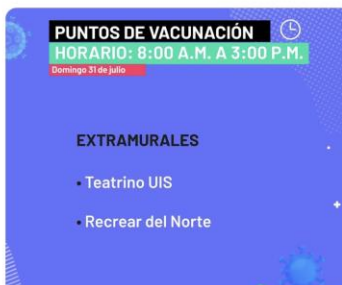 PUNTOS DE VACUNACIÓN
HORARIO: 8:00 A.M. A 3:00 P.M.
Domingo 31 de julio
EXTRAMURALES
• Teatrino UIS
• Recrear del Norte